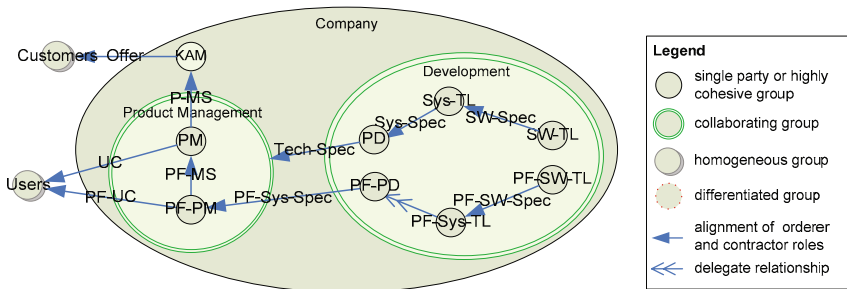 Company
Customers
Offer
KAM
P-MS
Product Management
PM
UC
PF-MS
Users
PF-UC
PF-PM
PF-Sys-Spec
Tech-Spec
Development
Sys-TL
Sys-Spec
SW-Spec
PD
SW-TL
PF-PD
PF-SW-TL
PF-SW-Spec
PF-Sys-TL
Legend
single party or highly
cohesive group
collaborating group
homogeneous group
differentiated group
alignment of orderer
and contractor roles
delegate relationship